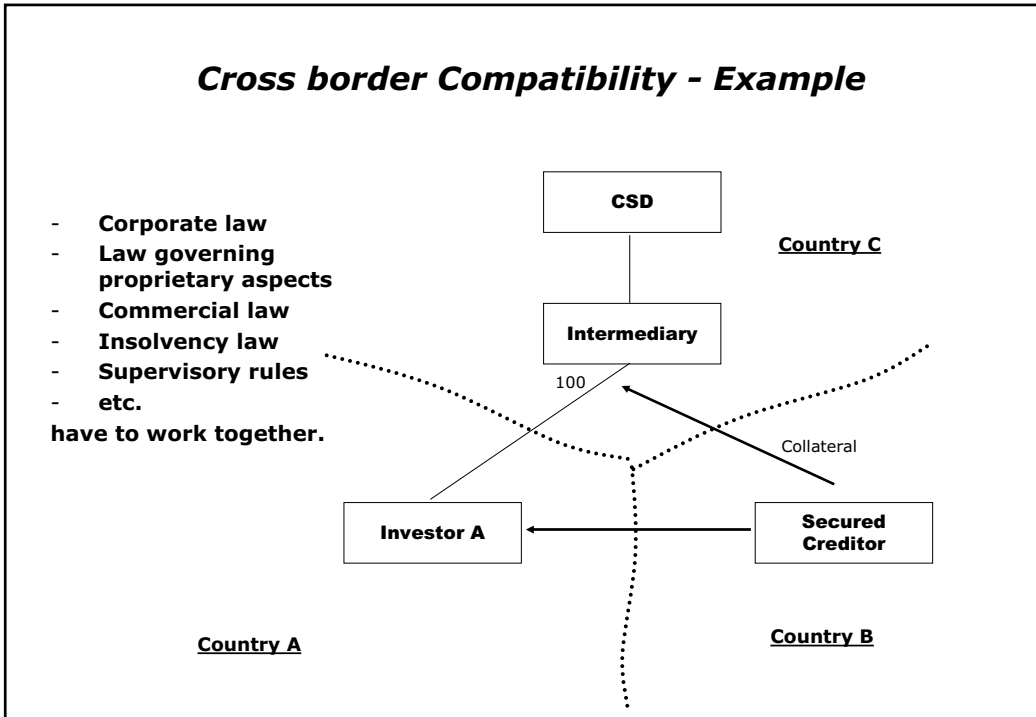 Cross border Compatibility - Example
- Corporate law
- Law governing
proprietary aspects
- Commercial law
- Insolvency law
- Supervisory rules
- etc.
have to work together.
CSD
Country C
Intermediary
100
Collateral
Investor A
Secured
Creditor
Country A
Country B